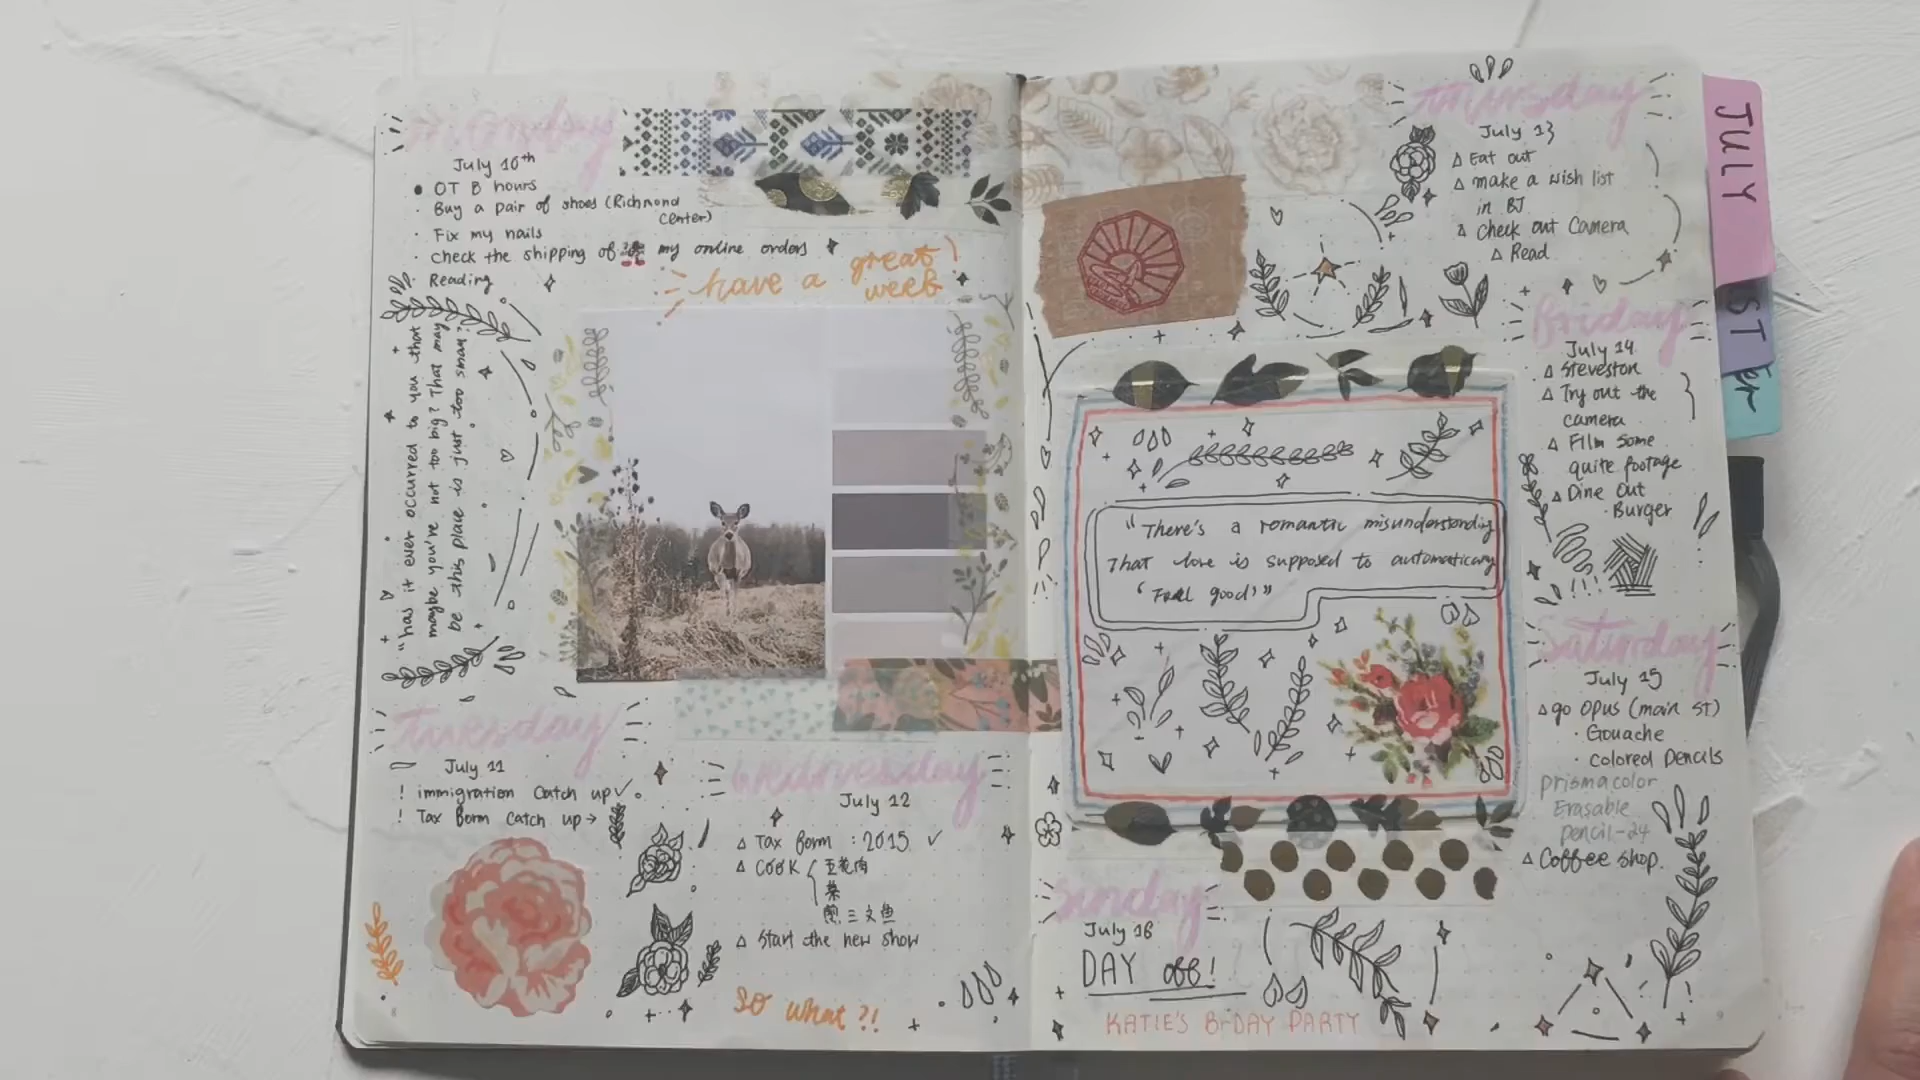 Monday
July 10th
OT 8 hours
Buy a pair of shoes (Richmond
Center)
Fix my nails
Check the shipping of my online orders
Reading
have a great
week
"has it ever occurred to you that
maybe you're not too big? That may
be this place is just too small?
Tuesday
July 11
! immigration Catch up ✓
! Tax Form Catch up →
Wednesday
July 12
Δ Tax form : 2015 ✓
Δ Cook
菜
三文鱼
Δ Start the new show
So what?!
Thursday
July 13
Δ Eat out
Δ make a wish list
in BJ
Δ Check out Camera
Δ Read
Friday
July 14
Δ Steveston
Δ Try out the
camera
Δ Film some
quite footage
Δ Dine Out
· Burger
"There's a romantic misunderstanding
That love is supposed to automatically
"Feel good""
Saturday
July 15
Δ go Opus (main st)
· Gouache
· colored pencils
prismacolor
Erasable
pencil-24
Δ Coffee shop.
Sunday
July 16
DAY off!
KATIE'S BrDAY PARTY
JULY